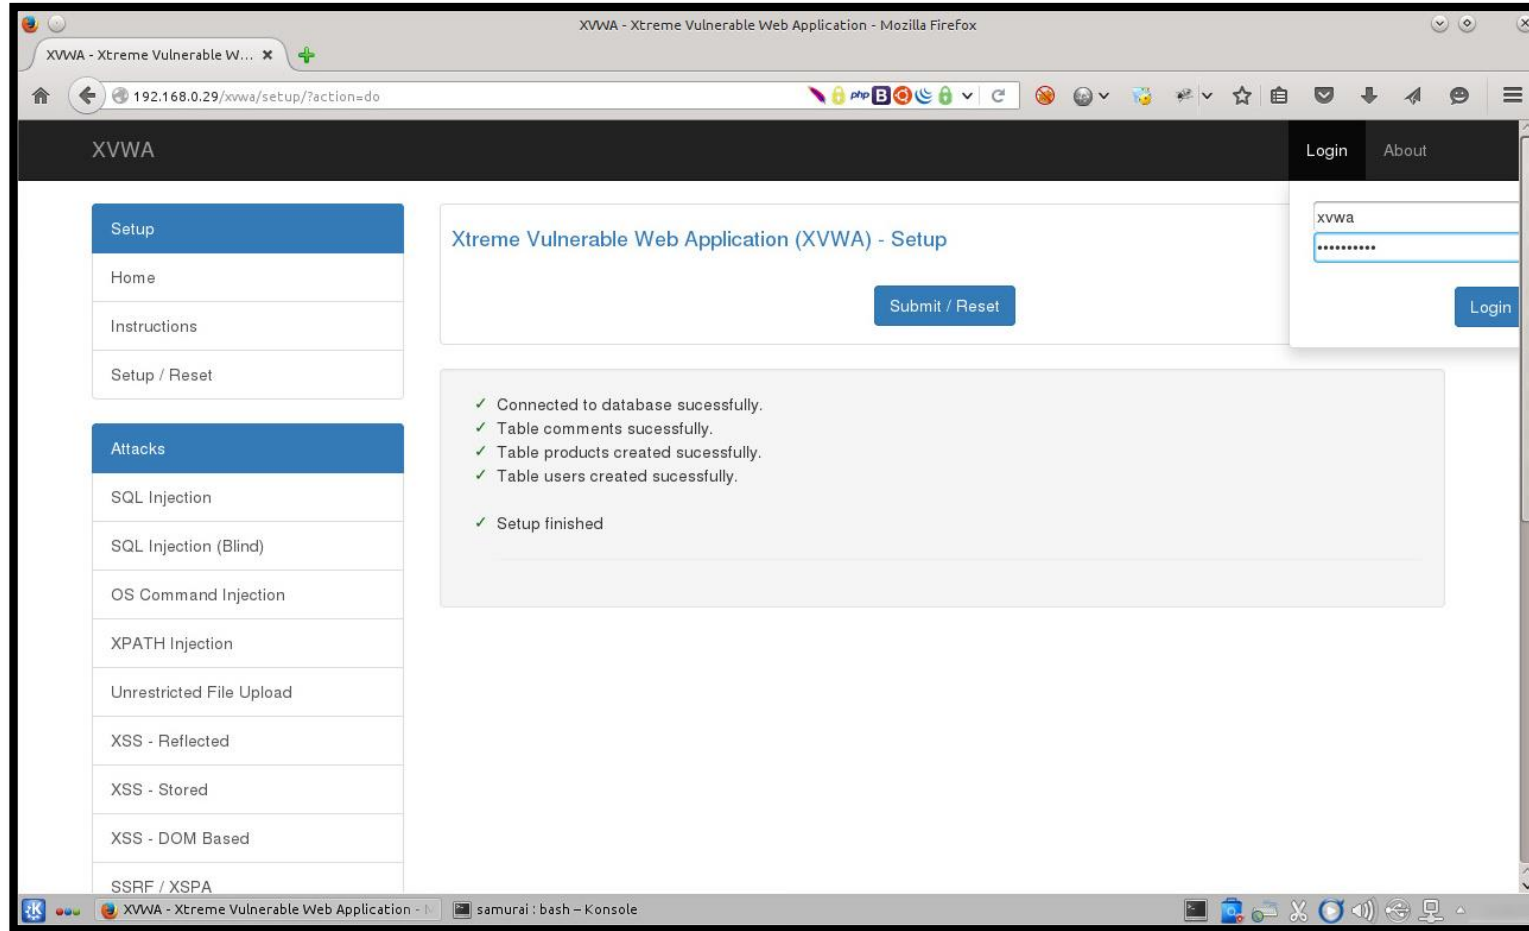 XVWA - Xtreme Vulnerable Web Application - Mozilla Firefox
XVWA - Xtreme Vulnerable W...
192.168.0.29/xvwa/setup/?action=do
php
XVWA
Login
About
xvwa
••••••••••
Login
Setup
Home
Instructions
Setup / Reset
Xtreme Vulnerable Web Application (XVWA) - Setup
Submit / Reset
✓ Connected to database sucessfully.
✓ Table comments sucessfully.
✓ Table products created sucessfully.
✓ Table users created sucessfully.
✓ Setup finished
Attacks
SQL Injection
SQL Injection (Blind)
OS Command Injection
XPATH Injection
Unrestricted File Upload
XSS - Reflected
XSS - Stored
XSS - DOM Based
SSRF / XSPA
XVWA - Xtreme Vulnerable Web Application - M
samurai : bash – Konsole